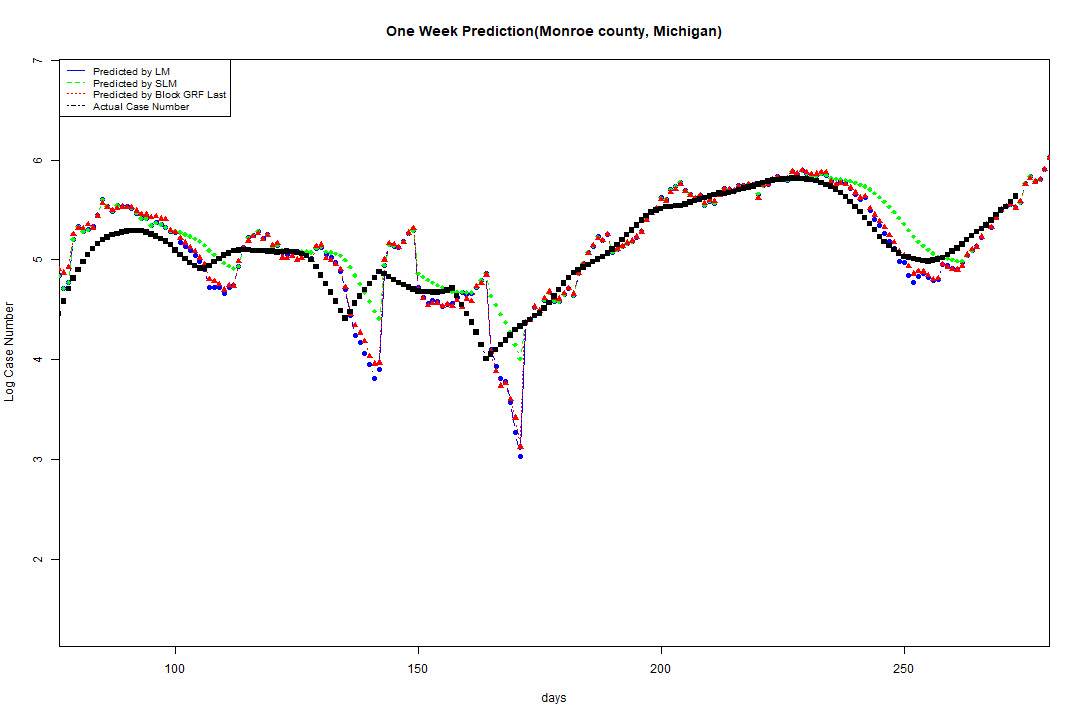 One Week Prediction(Monroe county, Michigan)
Predicted by LM
Predicted by SLM
Predicted by Block GRF Last
Actual Case Number
7
6
5
4
3
2
Log Case Number
100 150 200 250
days